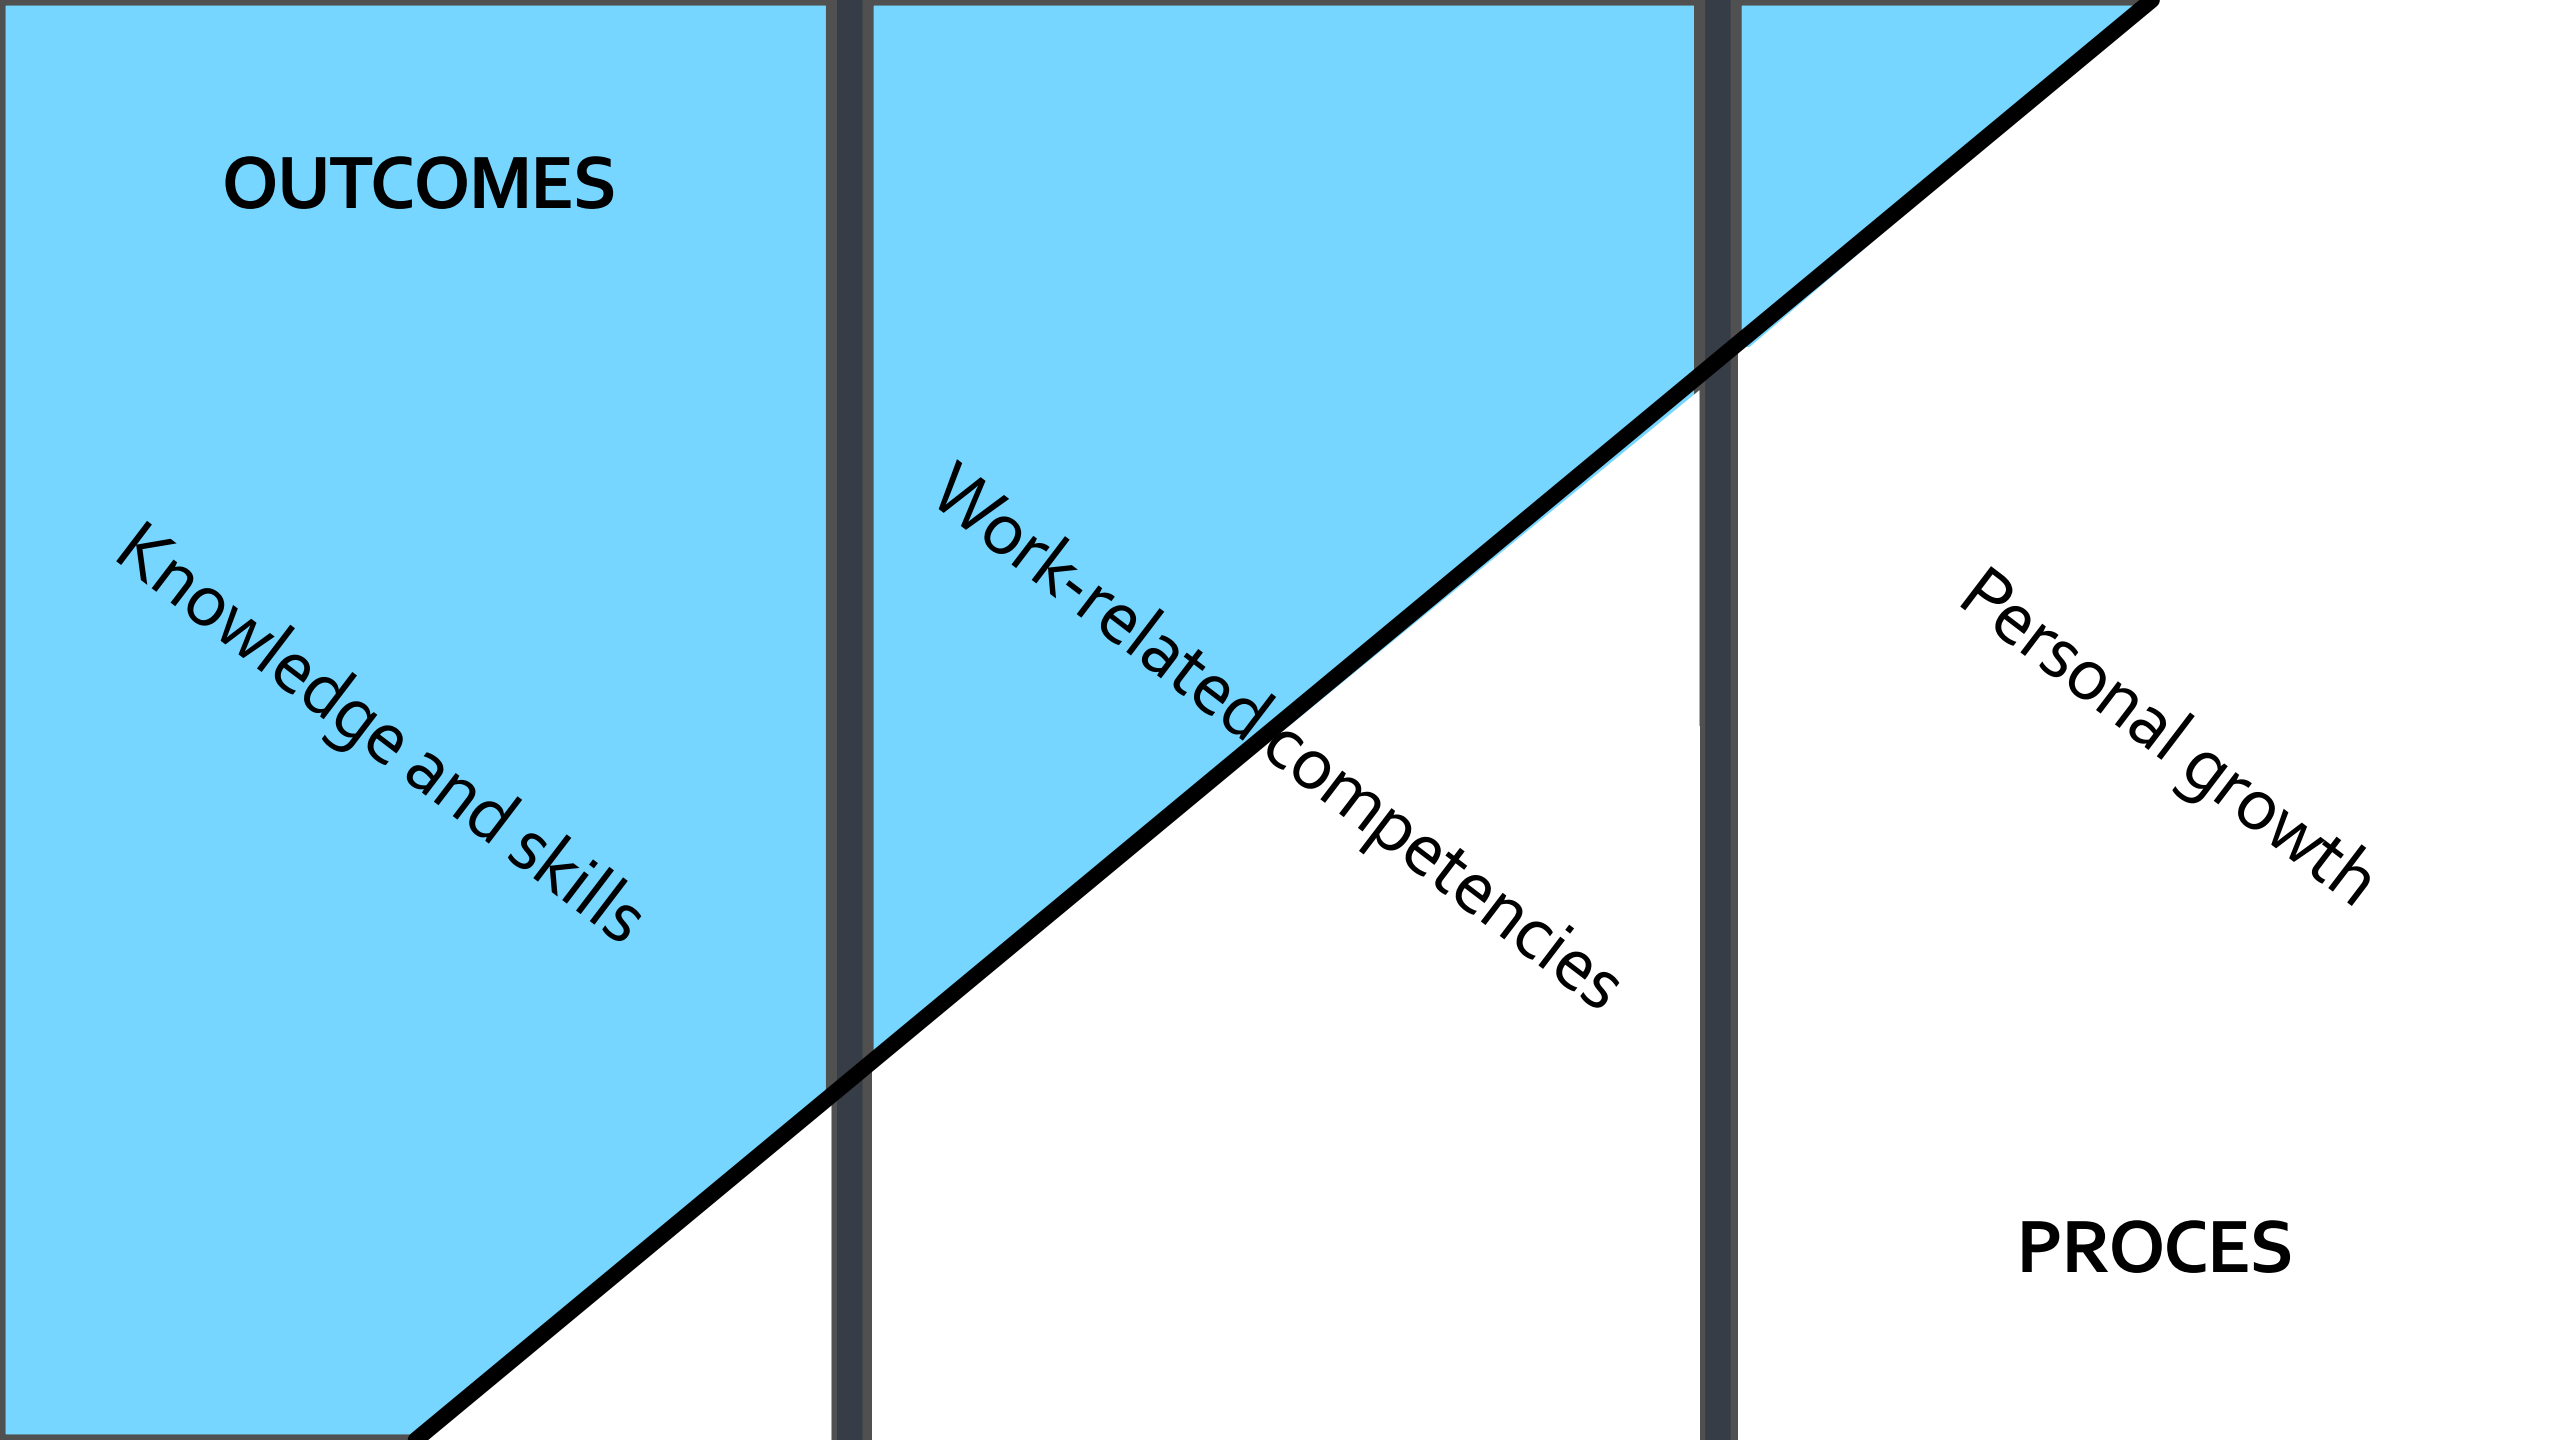 OUTCOMES
Knowledge and skills
Work-related competencies
Personal growth
PROCES